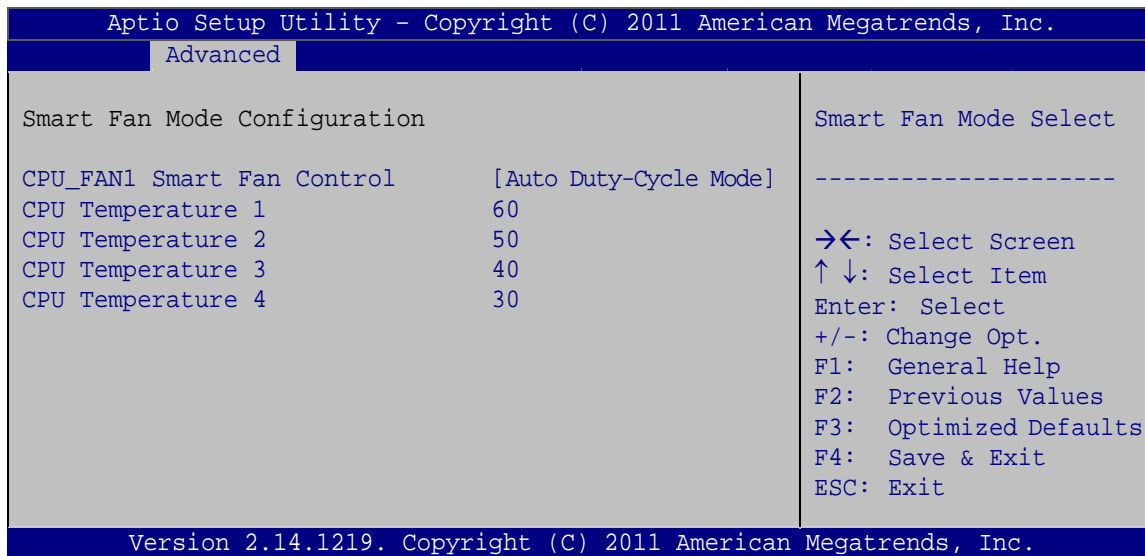 Aptio Setup Utility – Copyright (C) 2011 American Megatrends, Inc.
Advanced
Smart Fan Mode Configuration
CPU_FAN1 Smart Fan Control [Auto Duty-Cycle Mode]
CPU Temperature 1 60
CPU Temperature 2 50
CPU Temperature 3 40
CPU Temperature 4 30
Smart Fan Mode Select
---------------------
→←: Select Screen
↑ ↓: Select Item
Enter: Select
+/-: Change Opt.
F1: General Help
F2: Previous Values
F3: Optimized Defaults
F4: Save & Exit
ESC: Exit
Version 2.14.1219. Copyright (C) 2011 American Megatrends, Inc.